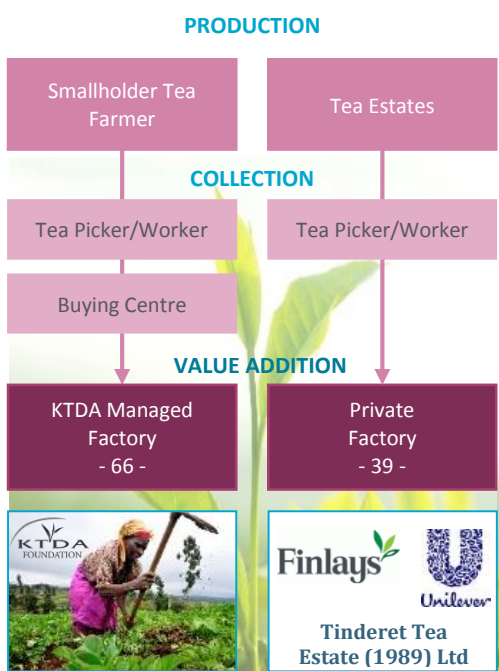 PRODUCTION
Smallholder Tea
Farmer
Tea Estates
COLLECTION
Tea Picker/Worker
Tea Picker/Worker
Buying Centre
VALUE ADDITION
KTDA Managed
Factory
- 66 -
Private
Factory
- 39 -
KTDA
FOUNDATION
Finlays
Unilever
Tinderet Tea
Estate (1989) Ltd